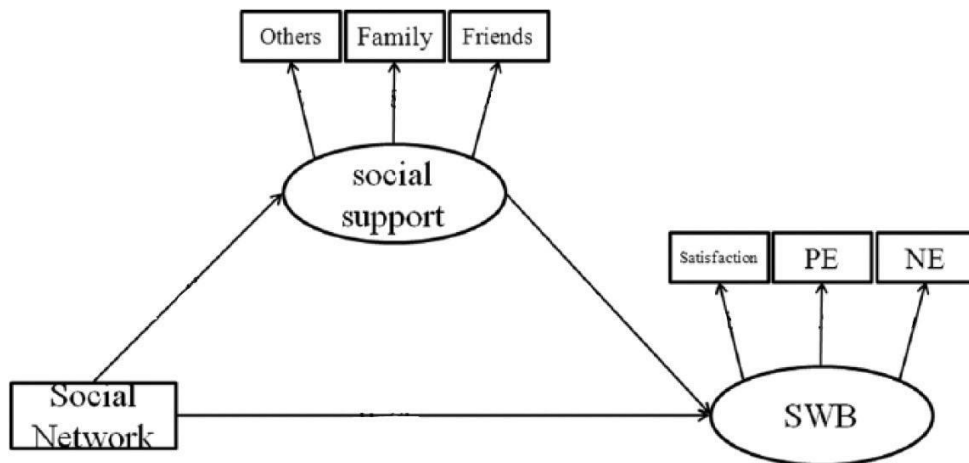 Others
Family
Friends
social
support
Satisfaction
PE
NE
Social
Network
SWB